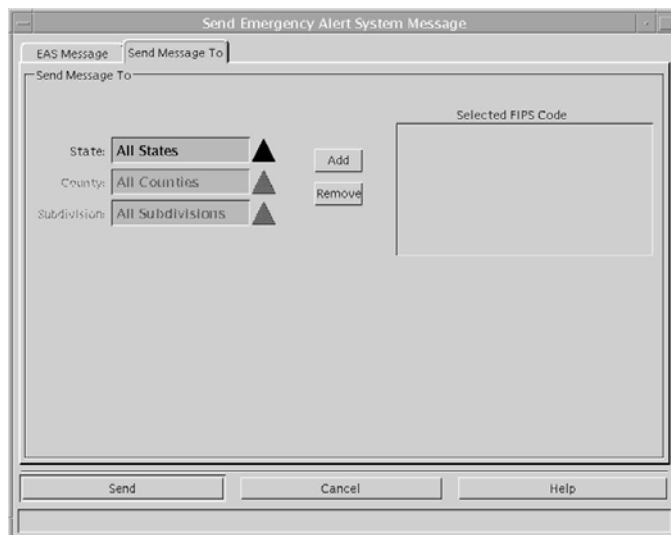 Send Emergency Alert System Message
EAS Message
Send Message To
Send Message To
Selected FIPS Code
State: All States
Add
County: All Counties
Remove
Subdivision: All Subdivisions
Send
Cancel
Help